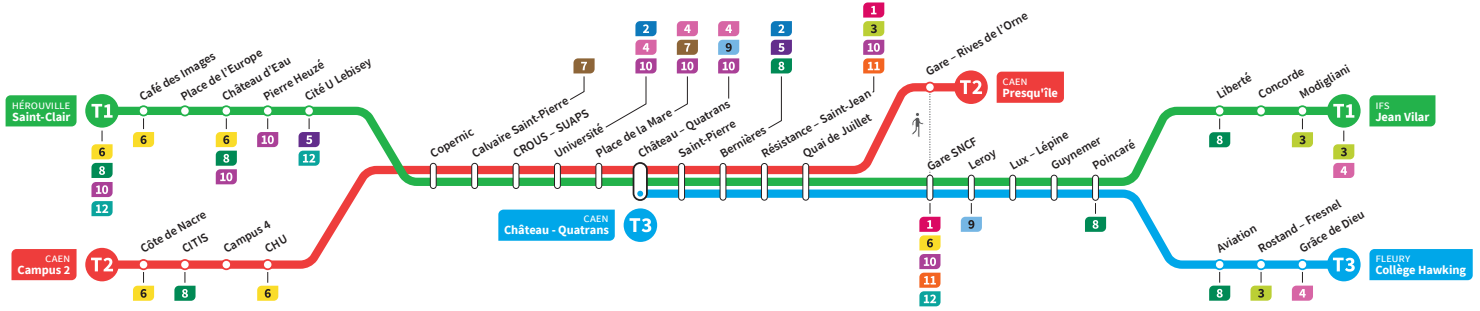 HÉROUVILLE
Saint-Clair
T1
6
8
10
12
Café des Images
6
Place de l'Europe
Château d'Eau
6
8
10
Pierre Heuzé
10
Cité U Lebisey
5
12
CAEN
Campus 2
T2
Côte de Nacre
6
CITIS
8
Campus 4
CHU
6
Copernic
Calvaire Saint-Pierre
7
CROUS – SUAPS
Université
2
4
10
Place de la Mare
4
7
10
Château – Quatrans
4
9
10
CAEN
Château - Quatrans
T3
Saint-Pierre
Bernières
2
5
8
Résistance – Saint-Jean
1
3
10
11
Quai de Juillet
Gare – Rives de l'Orne
T2
CAEN
Presqu'île
Gare SNCF
1
6
10
11
12
Leroy
9
Lux – Lépine
Guynemer
Poincaré
8
Liberté
8
Concorde
Modigliani
3
T1
3
4
IFS
Jean Vilar
Aviation
8
Rostand – Fresnel
3
Grâce de Dieu
4
T3
FLEURY
Collège Hawking